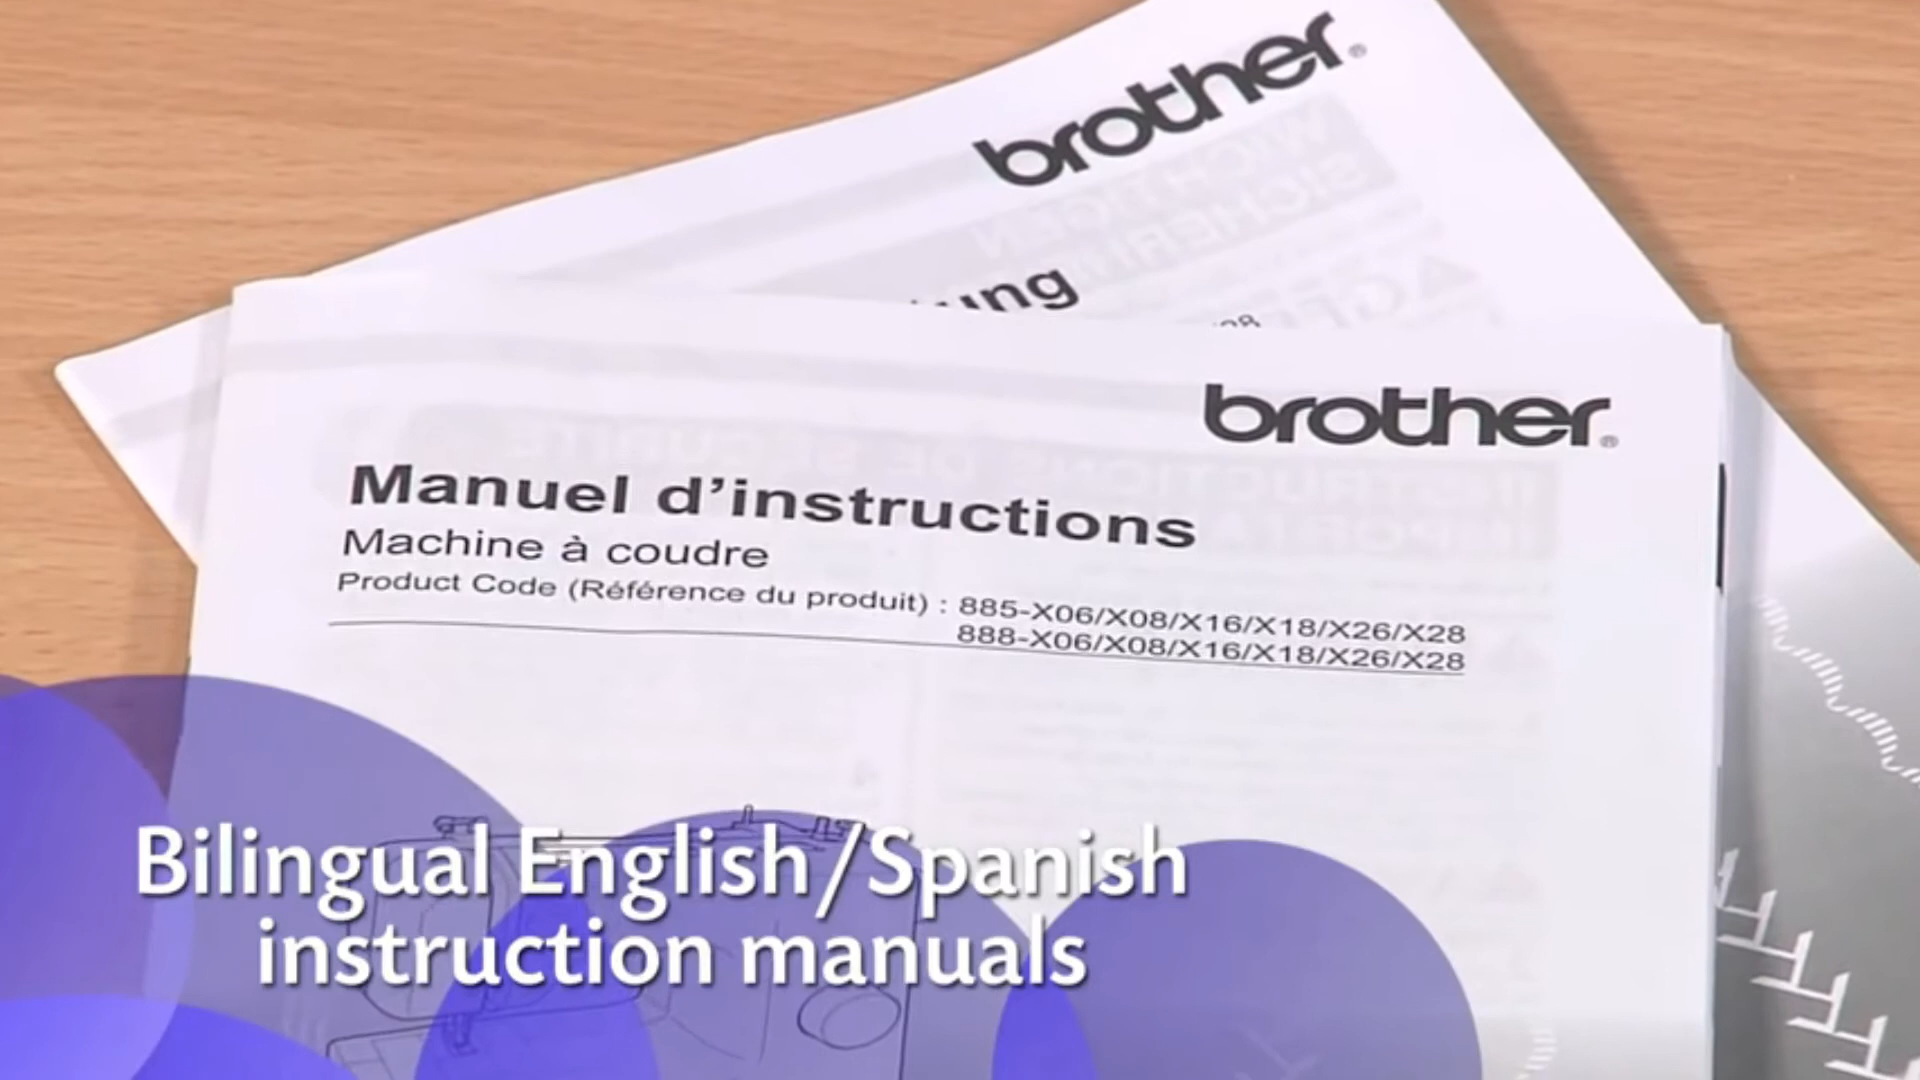 brother
brother
Manuel d'instructions
Machine à coudre
Product Code (Référence du produit) : 885-X06/X08/X16/X18/X26/X28
888-X06/X08/X16/X18/X26/X28
Bilingual English/Spanish
instruction manuals